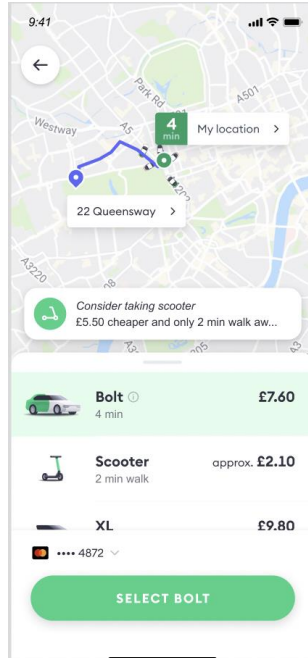 9:41
Park Rd
A501
Westway
A5
4
min
My location
A5205
22 Queensway
A3220
Consider taking scooter
£5.50 cheaper and only 2 min walk aw...
Bolt
4 min
£7.60
Scooter
2 min walk
approx. £2.10
XL
£9.80
•••• 4872
SELECT BOLT